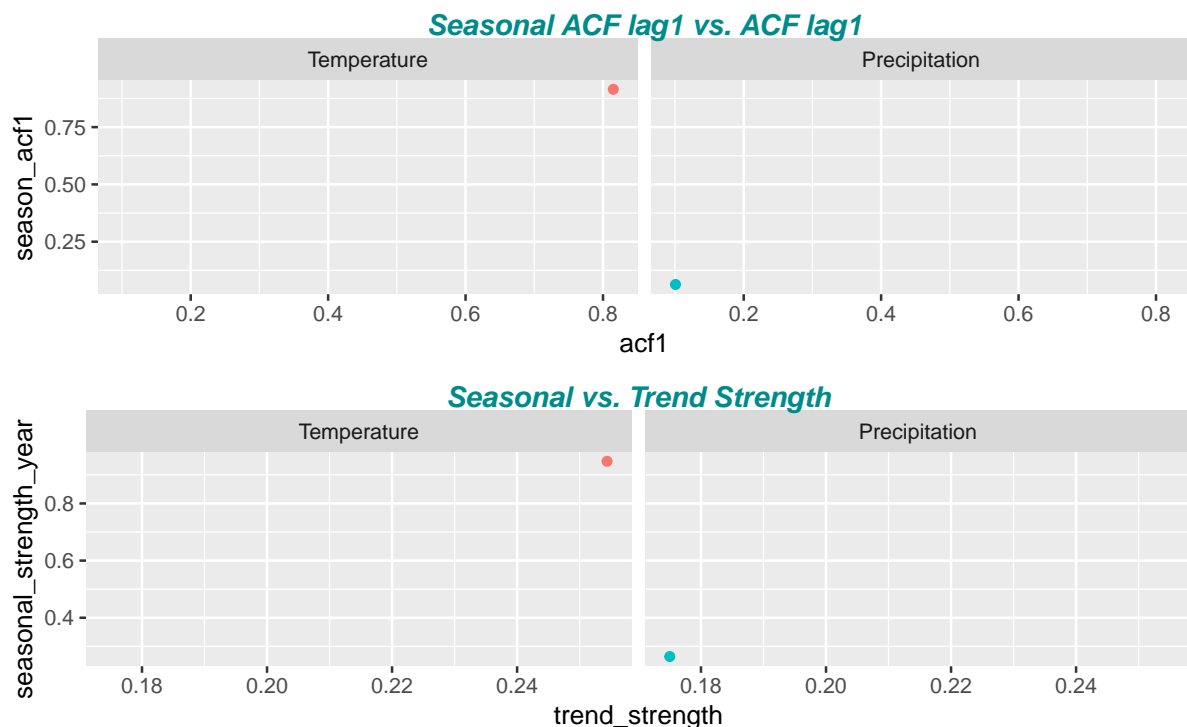 Seasonal ACF lag1 vs. ACF lag1
Temperature Precipitation
season_acf1
0.75
0.50
0.25
0.2 0.4 0.6 0.8 0.2 0.4 0.6 0.8
acf1
Seasonal vs. Trend Strength
Temperature Precipitation
seasonal_strength_year
0.8
0.6
0.4
0.18 0.20 0.22 0.24 0.18 0.20 0.22 0.24
trend_strength